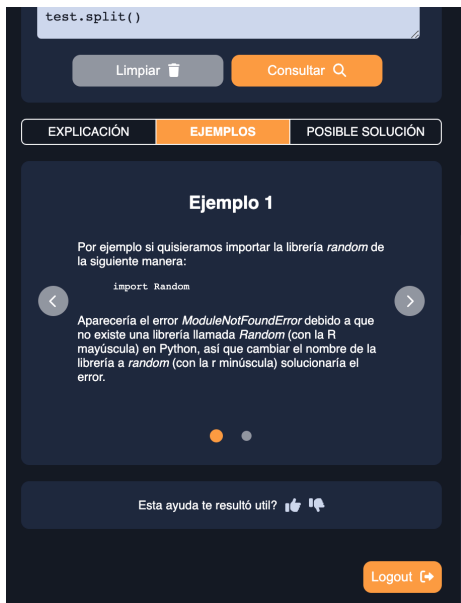 test.split()
Limpiar
Consultar
EXPLICACIÓN
EJEMPLOS
POSIBLE SOLUCIÓN
Ejemplo 1
Por ejemplo si quisieramos importar la librería random de
la siguiente manera:
import Random
Aparecería el error ModuleNotFoundError debido a que
no existe una librería llamada Random (con la R
mayúscula) en Python, así que cambiar el nombre de la
librería a random (con la r minúscula) solucionaría el
error.
Esta ayuda te resultó util?
Logout